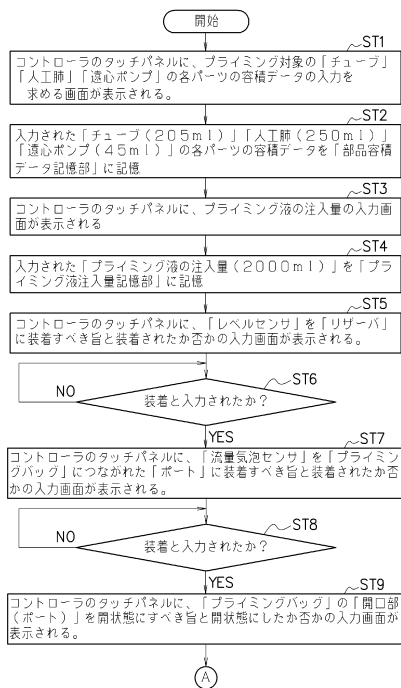 開始
ST1
コントローラのタッチパネルに、プライミング対象の「チューブ」
「人工肺」「遠心ポンプ」の各パーツの容積データの入力を
求める画面が表示される。
ST2
入力された「チューブ(205ml)」「人工肺(250ml)」
「遠心ポンプ(45ml)」の各パーツの容積データを「部品容積
データ記憶部」に記憶
ST3
コントローラのタッチパネルに、プライミング液の注入量の入力画
面が表示される
ST4
入力された「プライミング液の注入量(2000ml)」を「プラ
イミング液注入量記憶部」に記憶
ST5
コントローラのタッチパネルに、「レベルセンサ」を「リザーバ」
に装着すべき旨と装着されたか否かの入力画面が表示される。
ST6
NO
装着と入力されたか?
YES
ST7
コントローラのタッチパネルに、「流量気泡センサ」を「プライミン
グバッグ」につながれた「ポート」に装着すべき旨と装着されたか否
かの入力画面が表示される。
ST8
NO
装着と入力されたか?
YES
ST9
コントローラのタッチパネルに、「プライミングバッグ」の「開口部
(ポート)」を開状態にすべき旨と開状態にしたか否かの入力画面が
表示される。
A